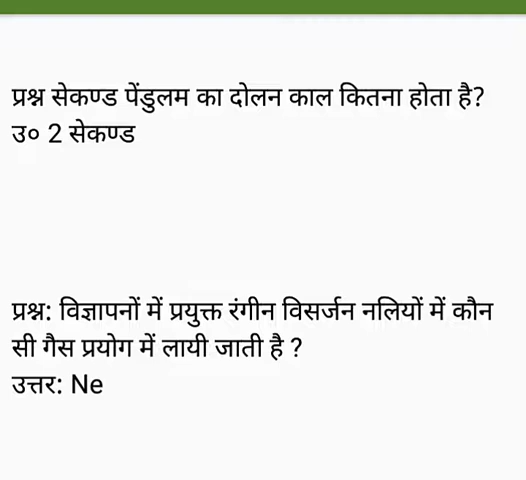 प्रश्न सेकण्ड पेंडुलम का दोलन काल कितना होता है?
उ० 2 सेकण्ड
प्रश्न: विज्ञापनों में प्रयुक्त रंगीन विसर्जन नलियों में कौन
सी गैस प्रयोग में लायी जाती है ?
उत्तर: Ne